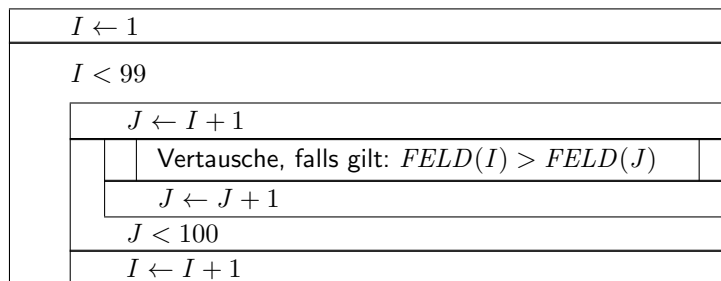 I ← 1
I < 99
J ← I + 1
Vertausche, falls gilt: FELD(I) > FELD(J)
J ← J + 1
J < 100
I ← I + 1